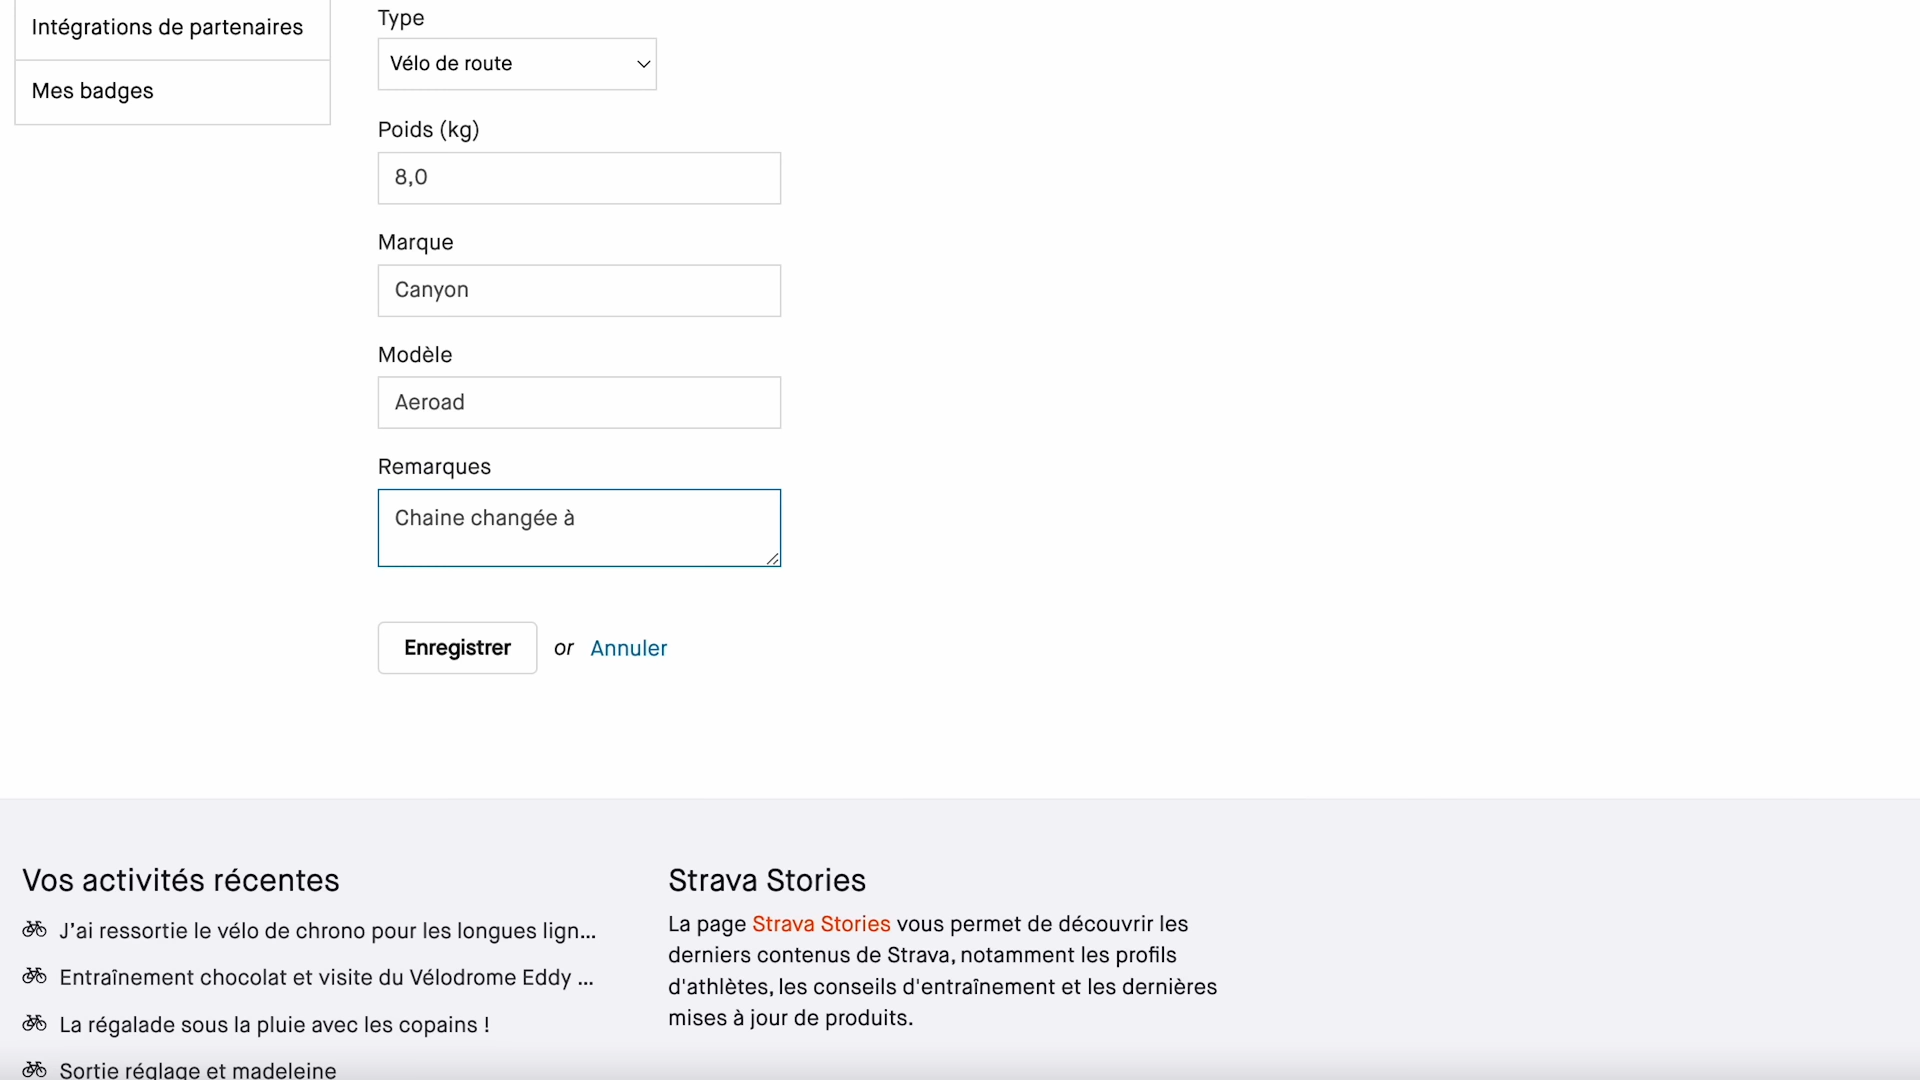 Intégrations de partenaires
Mes badges
Type
Vélo de route
Poids (kg)
8,0
Marque
Canyon
Modèle
Aeroad
Remarques
Chaine changée à
Enregistrer or Annuler
Vos activités récentes
J'ai ressortie le vélo de chrono pour les longues lign...
Entraînement chocolat et visite du Vélodrome Eddy ...
La régalade sous la pluie avec les copains !
Sortie réglage et madeleine
Strava Stories
La page Strava Stories vous permet de découvrir les
derniers contenus de Strava, notamment les profils
d'athlètes, les conseils d'entraînement et les dernières
mises à jour de produits.